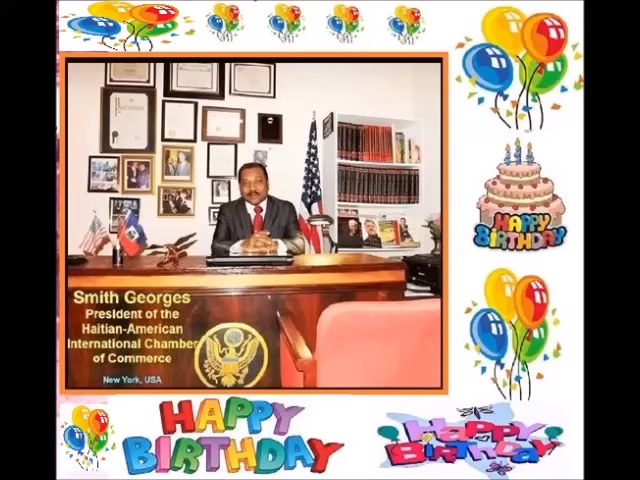 HAPPY
BIRTHDAY
Smith Georges
President of the
Haitian-American
International Chamber
of Commerce
New York, USA
HAPPY
BIRTHDAY
Happy
Birthday